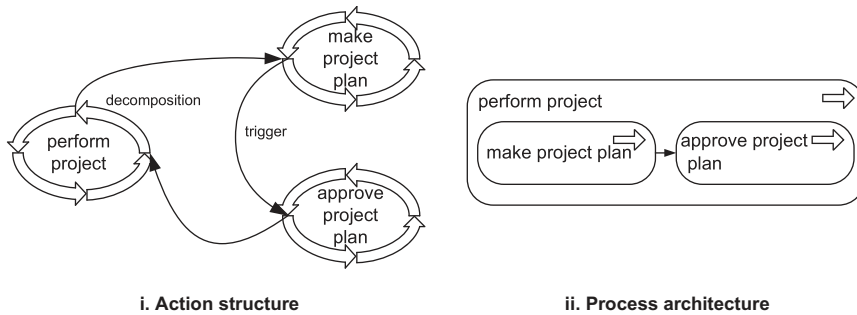 make
project
plan
decomposition
trigger
perform
project
approve
project
plan
i. Action structure
perform project
make project plan
approve project
plan
ii. Process architecture